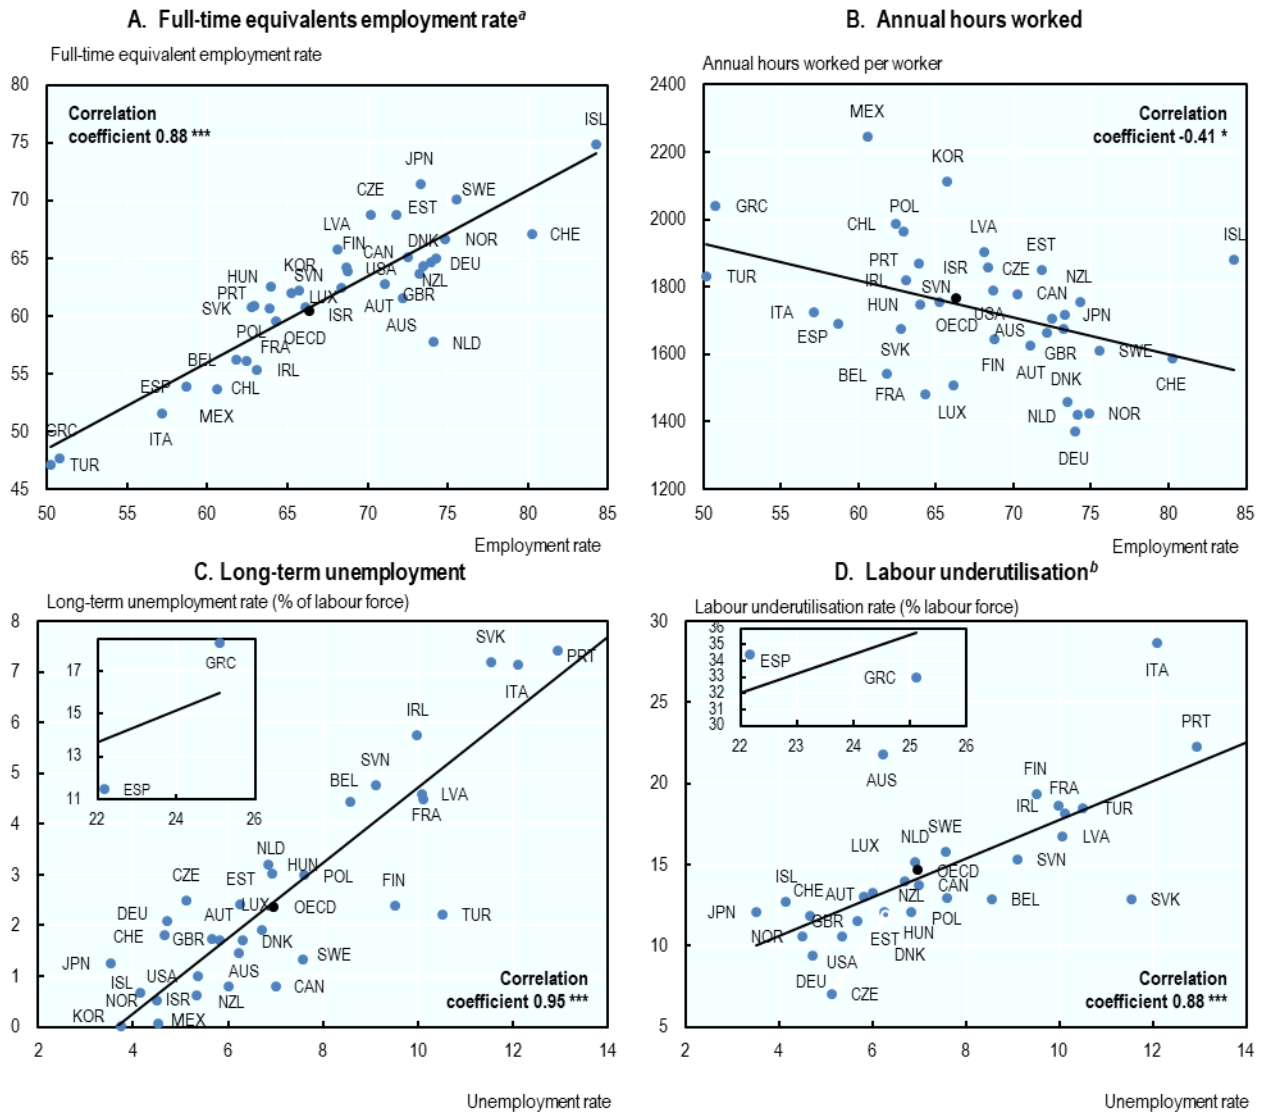 A. Full-time equivalents employment rateᵃ
Full-time equivalent employment rate
80
75
70
65
60
55
50
45
Correlation
coefficient 0.88 ***
ISL
JPN
CZE
SWE
EST
LVA
FIN
DNK
NOR
CHE
CAN
KOR
USA
DEU
HUN
SVN
NZL
PRT
LUX
GBR
SVK
AUT
ISR
POL
OECD
AUS
FRA
NLD
BEL
IRL
ESP
CHL
MEX
GRC
ITA
TUR
50 55 60 65 70 75 80 85
Employment rate
B. Annual hours worked
Annual hours worked per worker
2400
2200
2000
1800
1600
1400
1200
Correlation
coefficient -0.41 *
MEX
KOR
GRC
POL
CHL
LVA
ISL
EST
PRT
ISR
CZE
NZL
TUR
IRL
SVN
CAN
HUN
ITA
USA
JPN
OECD
AUS
ESP
SVK
GBR
SWE
FIN
AUT
BEL
DNK
CHE
FRA
LUX
NLD
NOR
DEU
50 55 60 65 70 75 80 85
Employment rate
C. Long-term unemployment
Long-term unemployment rate (% of labour force)
8
7
6
5
4
3
2
1
0
17
15
13
11
GRC
ESP
22 24 26
SVK
PRT
ITA
IRL
SVN
BEL
LVA
FRA
NLD
HUN
CZE
EST
POL
FIN
LUX
OECD
DEU
AUT
TUR
CHE
GBR
DNK
SWE
JPN
USA
AUS
ISL
CAN
NOR
ISR
NZL
KOR
MEX
Correlation
coefficient 0.95 ***
2 4 6 8 10 12 14
Unemployment rate
D. Labour underutilisationᵇ
Labour underutilisation rate (% labour force)
30
25
20
15
10
5
36
35
34
33
32
31
30
ESP
GRC
22 23 24 25 26
ITA
PRT
AUS
FIN
FRA
IRL
TUR
SWE
NLD
LUX
LVA
SVN
OECD
ISL
CHE
AUT
NZL
CAN
BEL
SVK
JPN
GBR
POL
NOR
HUN
EST
DNK
USA
DEU
CZE
Correlation
coefficient 0.88 ***
2 4 6 8 10 12 14
Unemployment rate